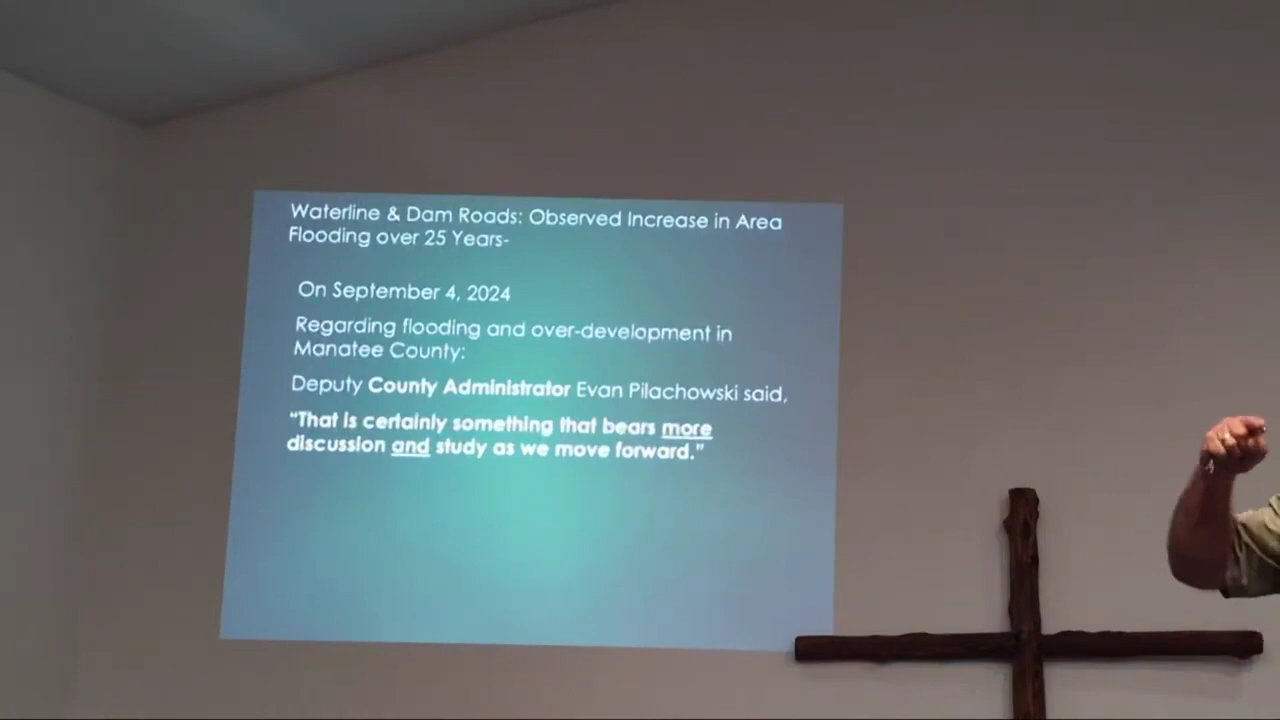 Waterline & Dam Roads: Observed Increase in Area
Flooding over 25 Years-
On September 4, 2024
Regarding flooding and over-development in
Manatee County:
Deputy County Administrator Evan Pilachowski said,
"That is certainly something that bears more
discussion and study as we move forward."